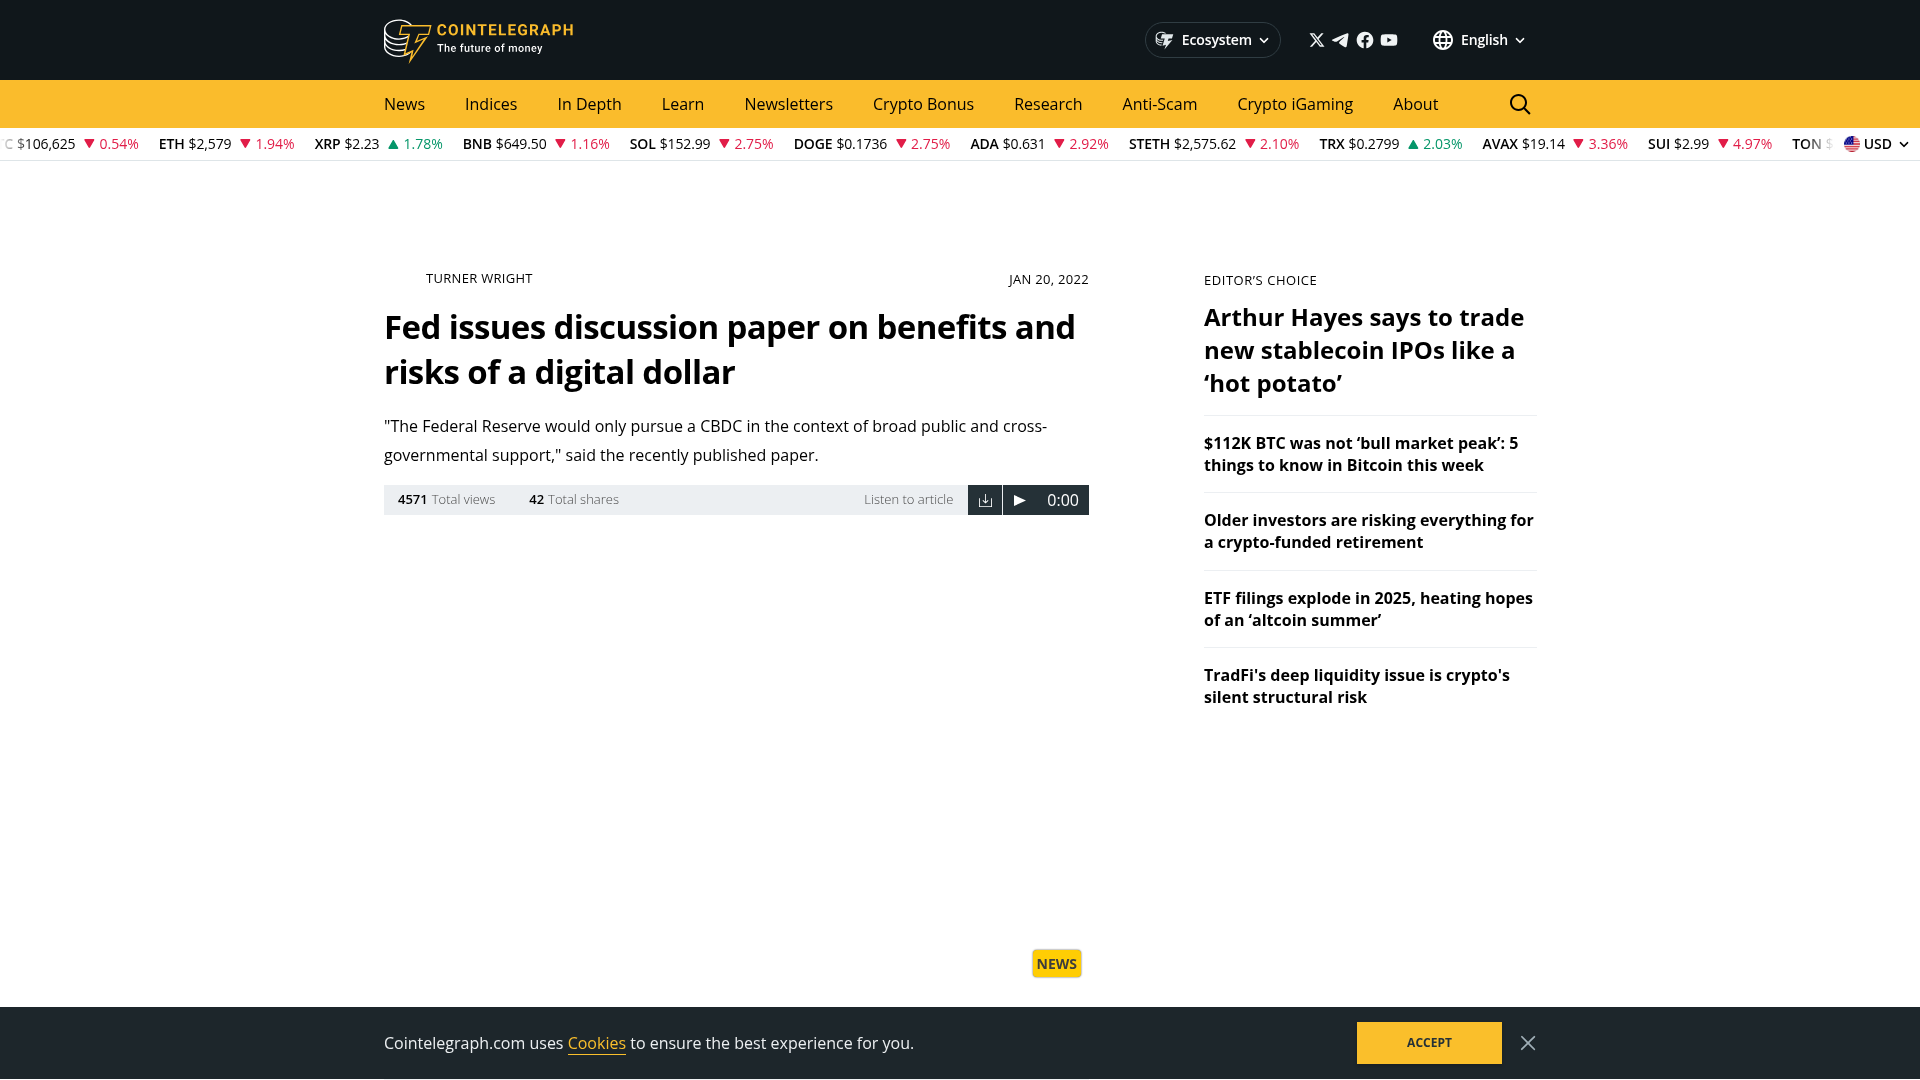 COINTELEGRAPH
The future of money
Ecosystem
English
News Indices In Depth Learn Newsletters Crypto Bonus Research Anti-Scam Crypto iGaming About
C $106,625 ▼ 0.54% ETH $2,579 ▼ 1.94% XRP $2.23 ▲ 1.78% BNB $649.50 ▼ 1.16% SOL $152.99 ▼ 2.75% DOGE $0.1736 ▼ 2.75% ADA $0.631 ▼ 2.92% STETH $2,575.62 ▼ 2.10% TRX $0.2799 ▲ 2.03% AVAX $19.14 ▼ 3.36% SUI $2.99 ▼ 4.97% TON $ USD
TURNER WRIGHT
JAN 20, 2022
Fed issues discussion paper on benefits and
risks of a digital dollar
"The Federal Reserve would only pursue a CBDC in the context of broad public and cross-
governmental support," said the recently published paper.
4571 Total views 42 Total shares Listen to article 0:00
EDITOR’S CHOICE
Arthur Hayes says to trade
new stablecoin IPOs like a
‘hot potato’
$112K BTC was not ‘bull market peak’: 5
things to know in Bitcoin this week
Older investors are risking everything for
a crypto-funded retirement
ETF filings explode in 2025, heating hopes
of an ‘altcoin summer’
TradFi's deep liquidity issue is crypto's
silent structural risk
NEWS
Cointelegraph.com uses Cookies to ensure the best experience for you.
ACCEPT